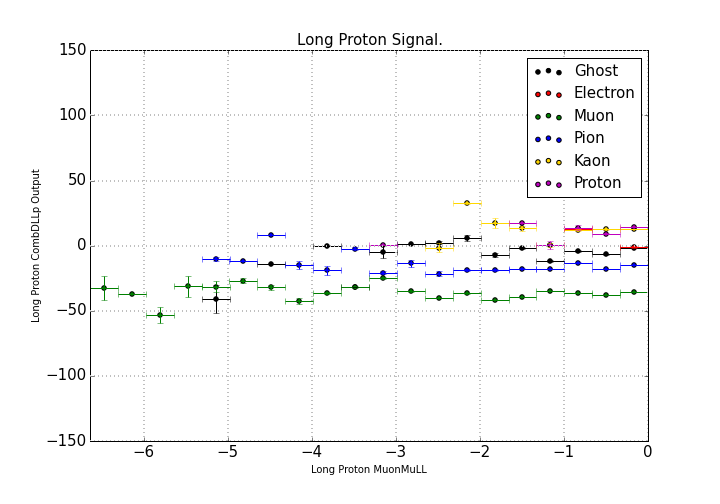 Long Proton Signal.
150
100
50
0
−50
−100
−150
Long Proton CombDLLp Output
Ghost
Electron
Muon
Pion
Kaon
Proton
−6
−5
−4
−3
−2
−1
0
Long Proton MuonMuLL